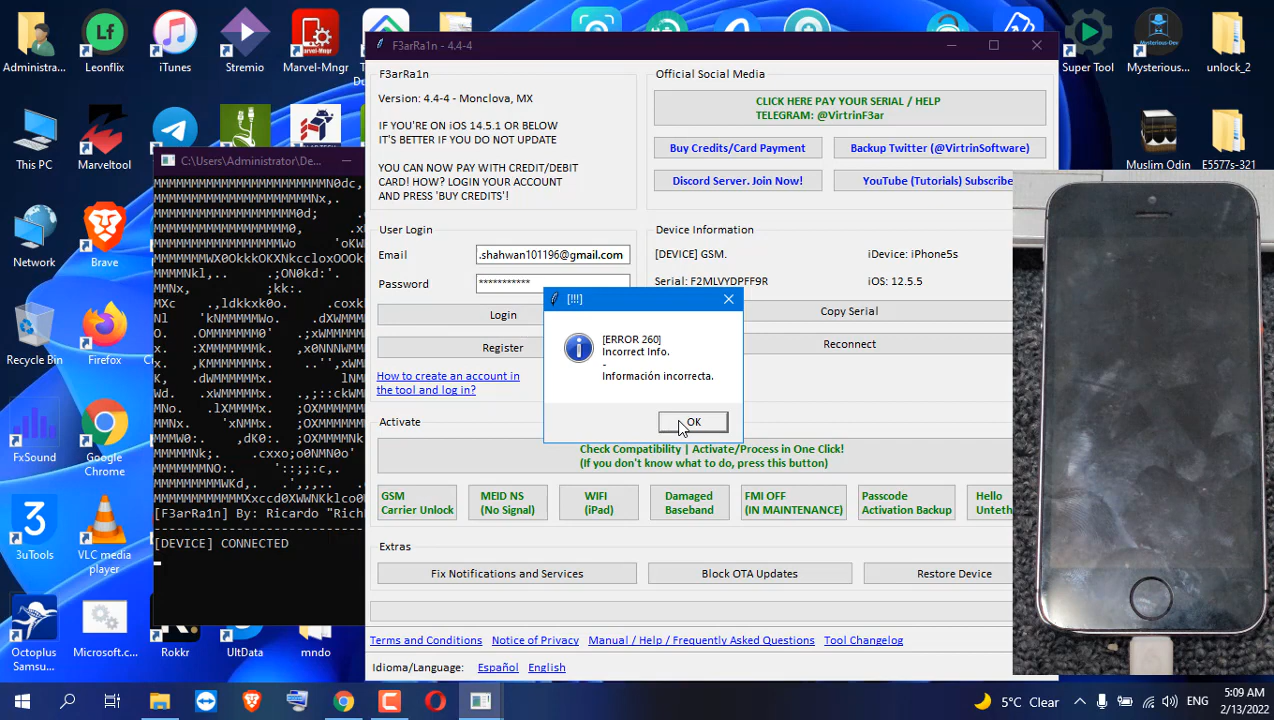 Administra...
Leonflix
iTunes
Stremio
Marvel-Mngr
Super Tool
Mysterious...
unlock_2
This PC
Marveltool
Muslim Odin
E5577s-321
Network
Brave
Recycle Bin
Firefox
FxSound
Google
Chrome
3uTools
VLC media
player
Octoplus
Samsu...
Microsoft.c...
Rokkr
UltData
mndo
C:\Users\Administrator\De...
[F3arRa1n] By: Ricardo "Rich
[DEVICE] CONNECTED
F3arRa1n - 4.4-4
F3arRa1n
Version: 4.4-4 - Monclova, MX
IF YOU'RE ON iOS 14.5.1 OR BELOW
IT'S BETTER IF YOU DO NOT UPDATE
YOU CAN NOW PAY WITH CREDIT/DEBIT
CARD! HOW? LOGIN YOUR ACCOUNT
AND PRESS 'BUY CREDITS'!
Official Social Media
CLICK HERE PAY YOUR SERIAL / HELP
TELEGRAM: @VirtrinF3ar
Buy Credits/Card Payment
Backup Twitter (@VirtrinSoftware)
Discord Server. Join Now!
YouTube (Tutorials) Subscribe
User Login
Email
.shahwan101196@gmail.com
Password
***********
Login
Register
How to create an account in
the tool and log in?
Device Information
[DEVICE] GSM.
iDevice: iPhone5s
Serial: F2MLVYDPFF9R
iOS: 12.5.5
Copy Serial
Reconnect
[!!!]
[ERROR 260]
Incorrect Info.
-
Información incorrecta.
OK
Activate
Check Compatibility | Activate/Process in One Click!
(If you don't know what to do, press this button)
GSM
Carrier Unlock
MEID NS
(No Signal)
WIFI
(iPad)
Damaged
Baseband
FMI OFF
(IN MAINTENANCE)
Passcode
Activation Backup
Hello
Unteth
Extras
Fix Notifications and Services
Block OTA Updates
Restore Device
Terms and Conditions
Notice of Privacy
Manual / Help / Frequently Asked Questions
Tool Changelog
Idioma/Language:
Español
English
5°C Clear
ENG
5:09 AM
2/13/2022